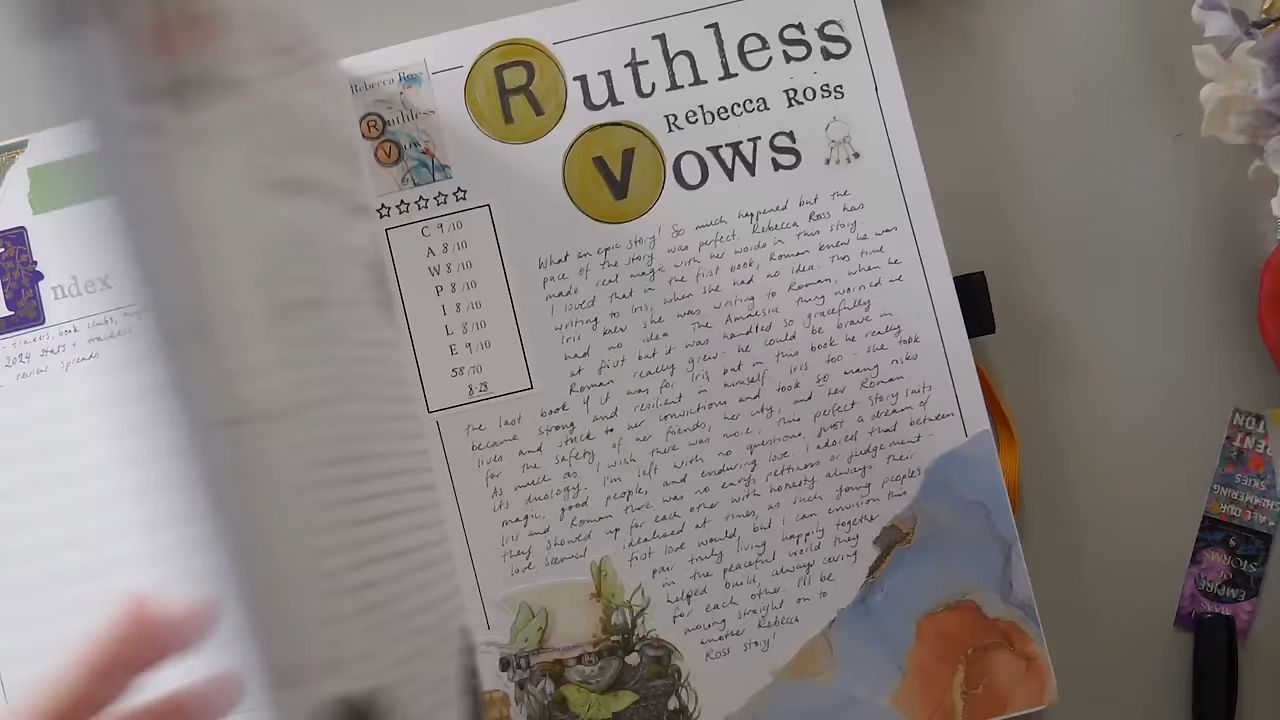 Ruthless
Rebecca Ross
Vows
Rebecca Ross
Ruthless
Vows
C 9/10
A 8/10
W 8/10
P 8/10
I 8/10
L 8/10
E 9/10
58/70
8.28
What an epic story! So much happened but the
pace of the story was perfect. Rebecca Ross has
made real magic with her words in this story.
I loved that in the first book, Roman knew he was
writing to Iris, when she had no idea. This time
Iris knew she was writing to Roman, when he
had no idea. The Amnesia thing worried me
at first but it was handled so gracefully.
Roman really grew - he could be brave in
the last book if it was for Iris but in this book he really
became strong and resilient in himself. Iris too - she took
lives and stuck to her convictions and took so many risks
for the safety of her friends, her city, and her Roman.
As much as I wish there was more, this perfect story suits
its duology. I'm left with no questions, just a dream of
magic, good people, and enduring love. I adored that between
Iris and Roman there was no envy, pettiness or judgement -
they showed up for each other with honesty always. Their
love seemed idealised at times, as such young people's
first love would, but I can envision this
pair truly living happily together
in the peaceful world they
helped build, always caring
for each other. I'll be
moving straight on to
another Rebecca
Ross story!
ndex
2024 Stats + trackers
review spreads
ALL OUR
SHIMMERING
SKIES
TRENT
DALTON
EMPIRE
OF
STORMS
MAAS